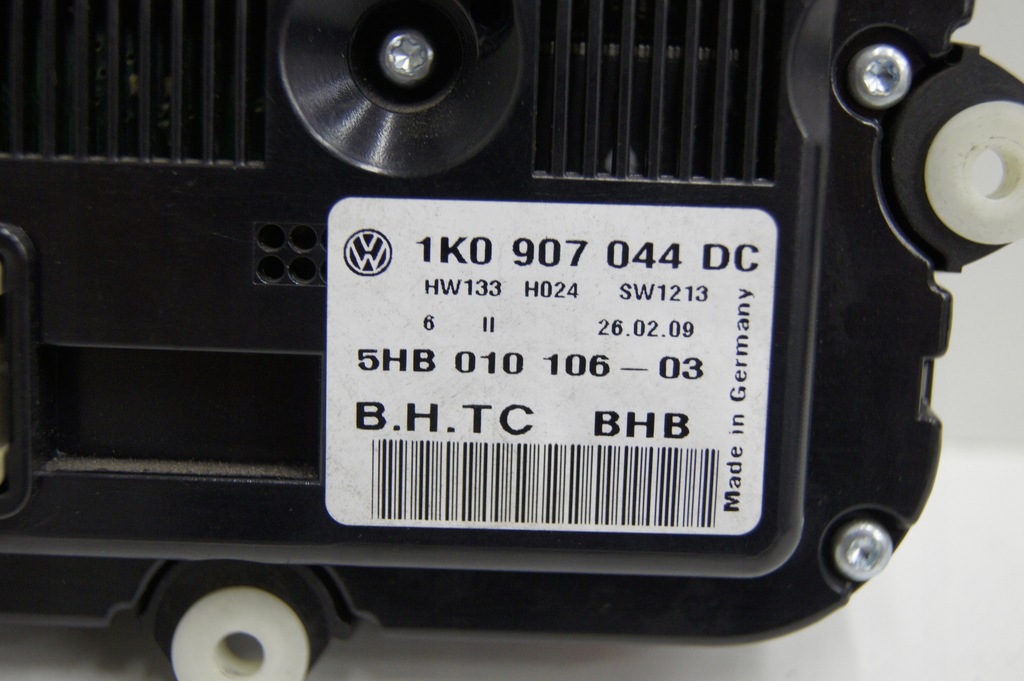 1K0 907 044 DC
HW133 H024 SW1213
6 II 26.02.09
5HB 010 106 - 03
B.H.TC BHB
Made in Germany